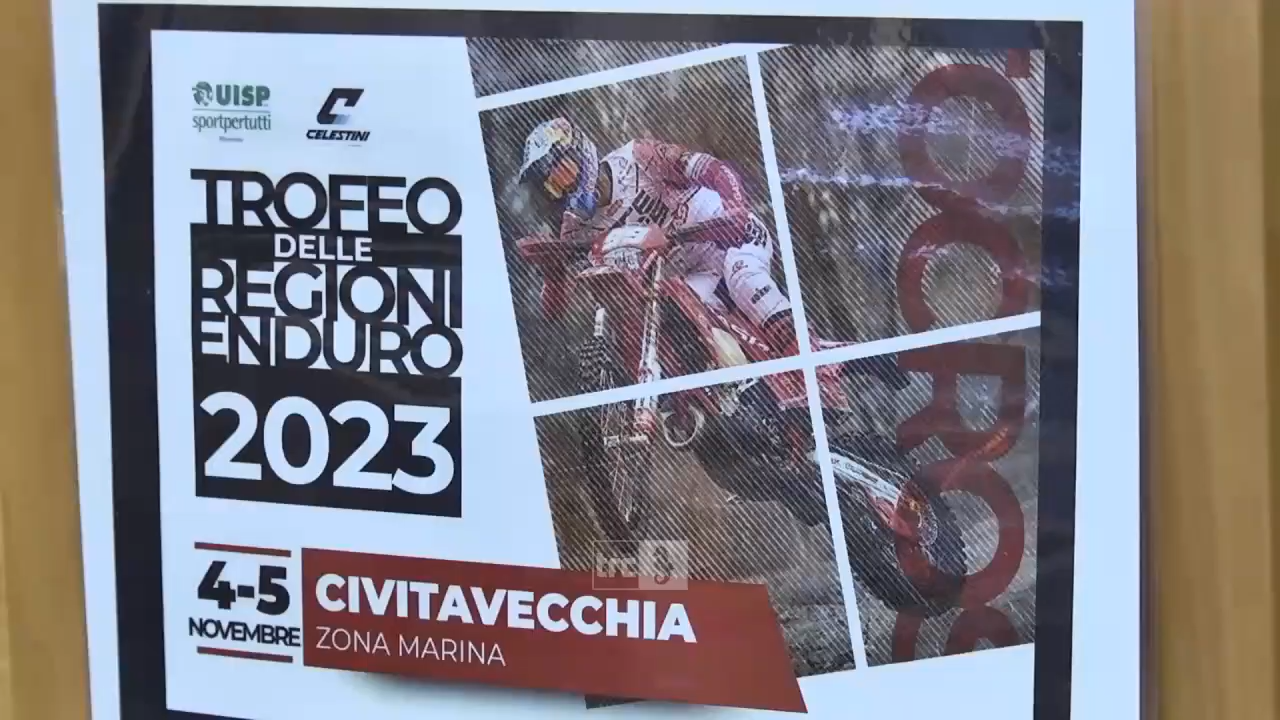 UISP
sportpertutti
CELESTINI
TROFEO
DELLE
REGIONI
ENDURO
2023
4-5
NOVEMBRE
CIVITAVECCHIA
ZONA MARINA